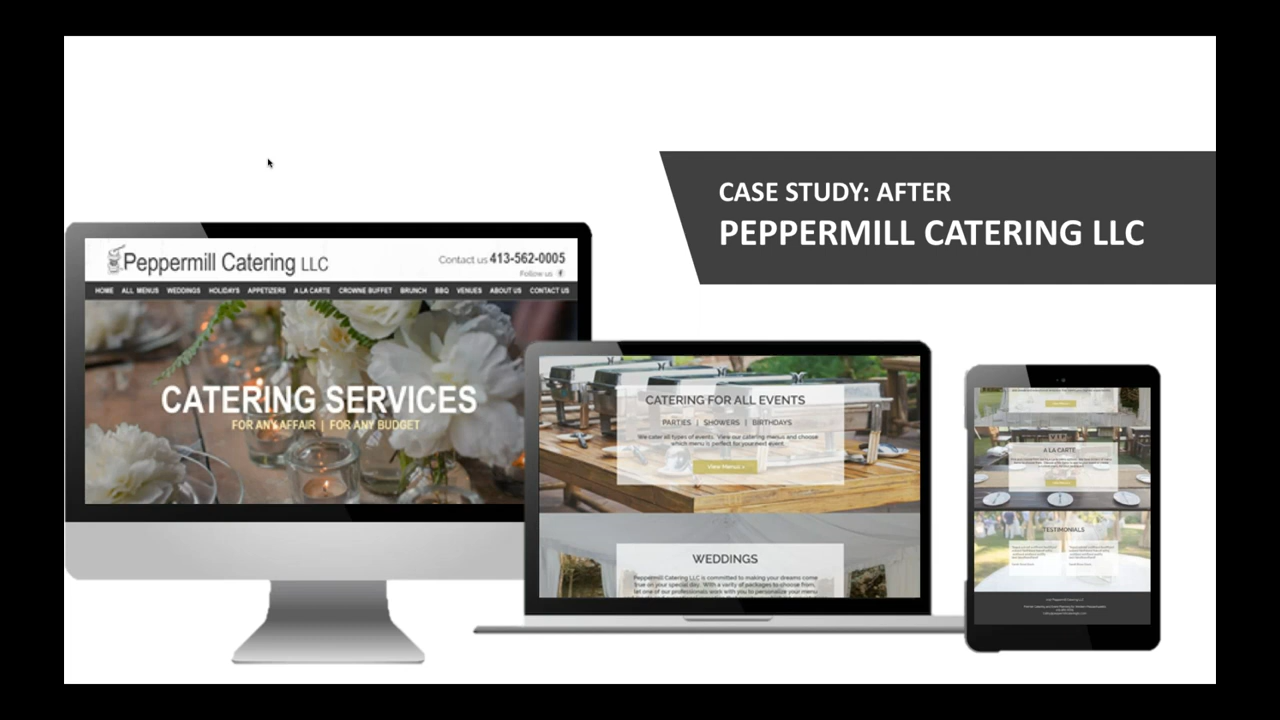 CASE STUDY: AFTER
PEPPERMILL CATERING LLC
Peppermill Catering LLC
Contact us 413-562-0005
Follow us
HOME ALL MENUS WEDDINGS HOLIDAYS APPETIZERS A LA CARTE CROWNE BUFFET BRUNCH BBQ VENUES ABOUT US CONTACT US
CATERING SERVICES
FOR ANY AFFAIR | FOR ANY BUDGET
CATERING FOR ALL EVENTS
PARTIES | SHOWERS | BIRTHDAYS
We cater all types of events. View our catering menus and choose
which menu is perfect for your next event.
View Menus »
WEDDINGS
Peppermill Catering LLC is committed to making your dreams come
true on your special day. With a varity of packages to choose from,
let one of our professionals work with you to personalize your menu
A LA CARTE
TESTIMONIALS